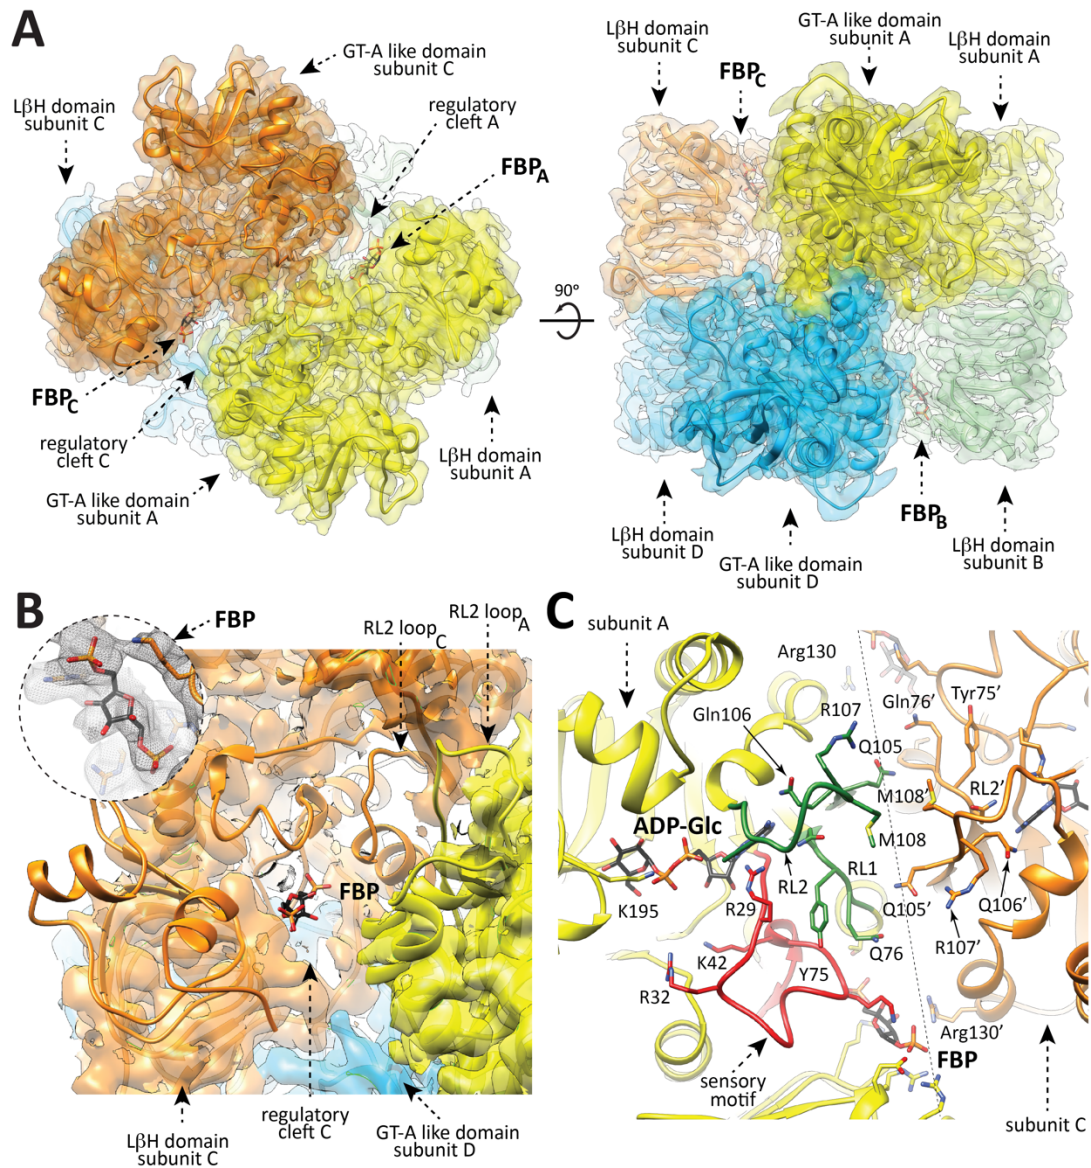 A
GT-A like domain
subunit C
LβH domain
subunit C
regulatory
cleft A
FBPA
FBPC
regulatory
cleft C
GT-A like domain
subunit A
LβH domain
subunit A
90°
LβH domain
subunit C
FBPC
GT-A like domain
subunit A
LβH domain
subunit A
LβH domain
subunit D
GT-A like domain
subunit D
FBPB
LβH domain
subunit B
B
FBP
RL2 loopC
RL2 loopA
FBP
LβH domain
subunit C
regulatory
cleft C
GT-A like domain
subunit D
C
subunit A
Arg130
Gln106
R107
Q105
Gln76’
Tyr75’
M108’
RL2’
ADP-Glc
M108
RL2
RL1
K195
R29
Q105’
Q106’
K42
Y75
Q76
R107’
R32
Arg130’
FBP
sensory
motif
subunit C